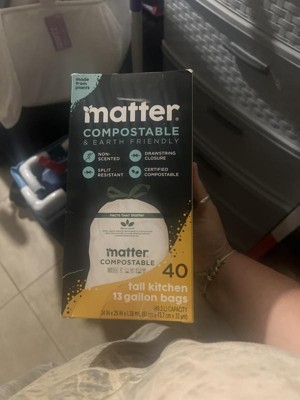 made
from
plants
matter
COMPOSTABLE
& EARTH FRIENDLY
NON-
SCENTED
DRAWSTRING
CLOSURE
SPLIT
RESISTANT
CERTIFIED
COMPOSTABLE
matter
COMPOSTABLE
40
tall kitchen
13 gallon bags